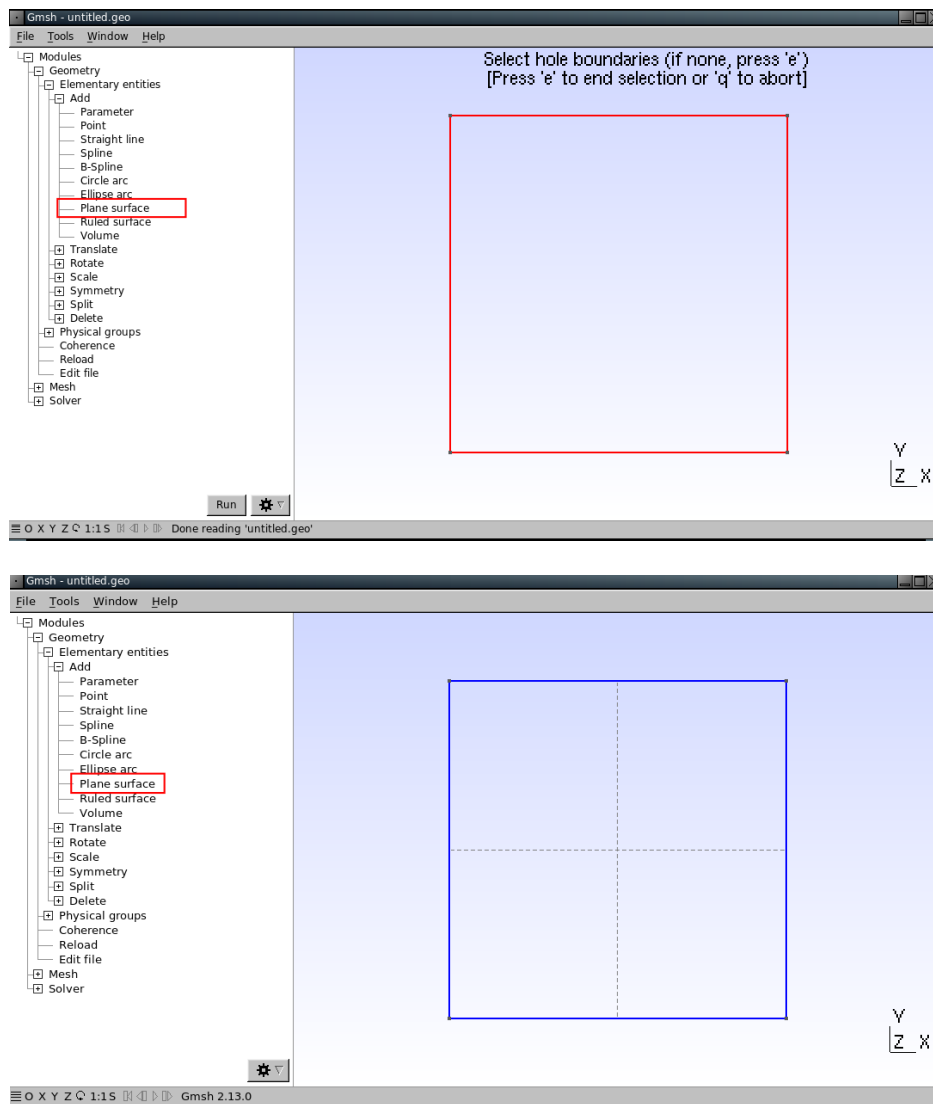 Gmsh - untitled.geo
File Tools Window Help
Modules
Geometry
Elementary entities
Add
Parameter
Point
Straight line
Spline
B-Spline
Circle arc
Ellipse arc
Plane surface
Ruled surface
Volume
Translate
Rotate
Scale
Symmetry
Split
Delete
Physical groups
Coherence
Reload
Edit file
Mesh
Solver
Select hole boundaries (if none, press 'e')
[Press 'e' to end selection or 'q' to abort]
Y
Z X
Run
O X Y Z 1:1 S Done reading 'untitled.geo'
Gmsh - untitled.geo
File Tools Window Help
Modules
Geometry
Elementary entities
Add
Parameter
Point
Straight line
Spline
B-Spline
Circle arc
Ellipse arc
Plane surface
Ruled surface
Volume
Translate
Rotate
Scale
Symmetry
Split
Delete
Physical groups
Coherence
Reload
Edit file
Mesh
Solver
Y
Z X
O X Y Z 1:1 S Gmsh 2.13.0